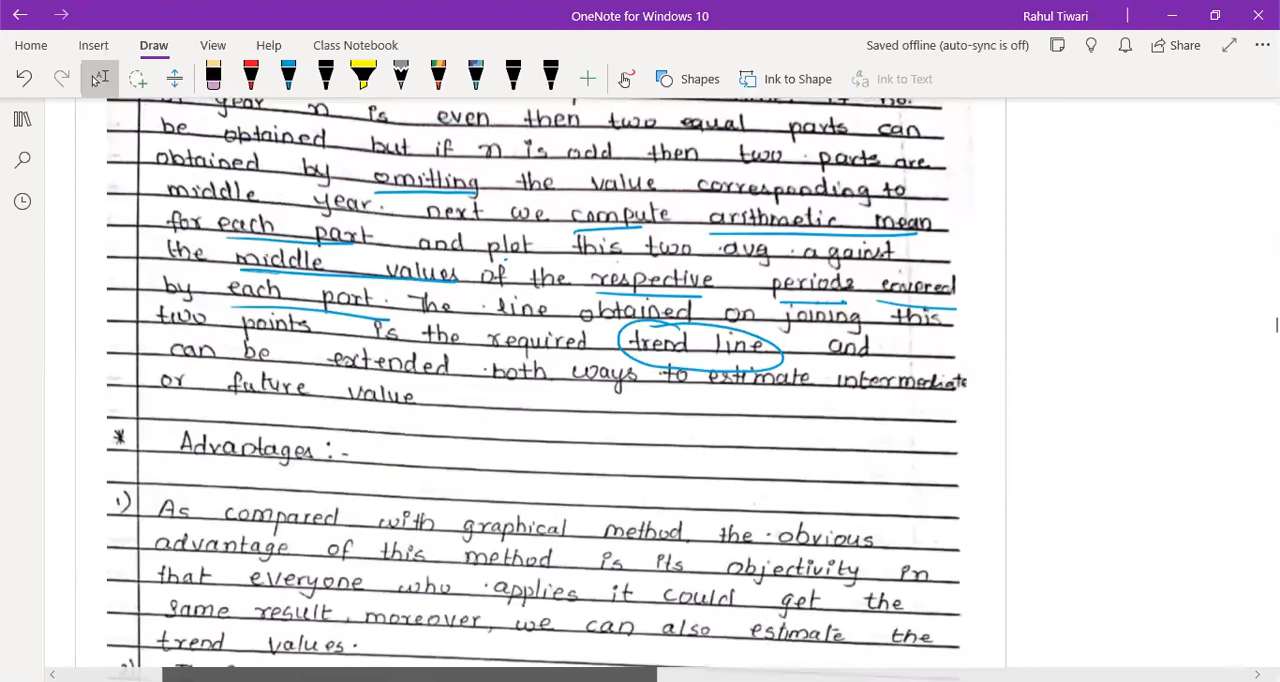 OneNote for Windows 10
Rahul Tiwari
Home Insert Draw View Help Class Notebook
Saved offline (auto-sync is off) Share
Shapes Ink to Shape Ink to Text
year n is even then two equal parts can
be obtained but if n is odd then two parts are
obtained by omitting the value corresponding to
middle year. next we compute arithmetic mean
for each part and plot this two avg against
the middle values of the respective periods covered
by each part. The line obtained on joining this
two points is the required trend line and
can be extended both ways to estimate intermediate
or future value
* Advantages :-
1) As compared with graphical method, the obvious
advantage of this method is its objectivity in
that everyone who applies it could get the
same result, moreover, we can also estimate the
trend values.